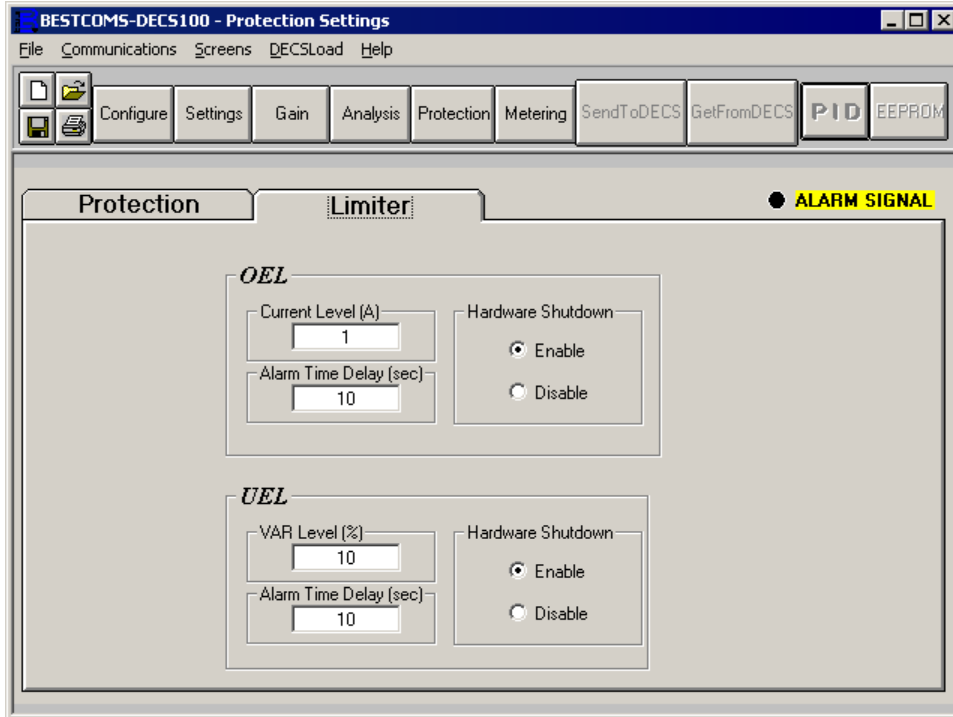 BESTCOMS-DECS100 - Protection Settings
File Communications Screens DECSLoad Help
Configure Settings Gain Analysis Protection Metering SendToDECS GetFromDECS PID EEPROM
Protection Limiter ALARM SIGNAL
OEL
Current Level (A) Hardware Shutdown
1
Enable
Alarm Time Delay (sec)
10
Disable
UEL
VAR Level (%) Hardware Shutdown
10
Enable
Alarm Time Delay (sec)
10
Disable